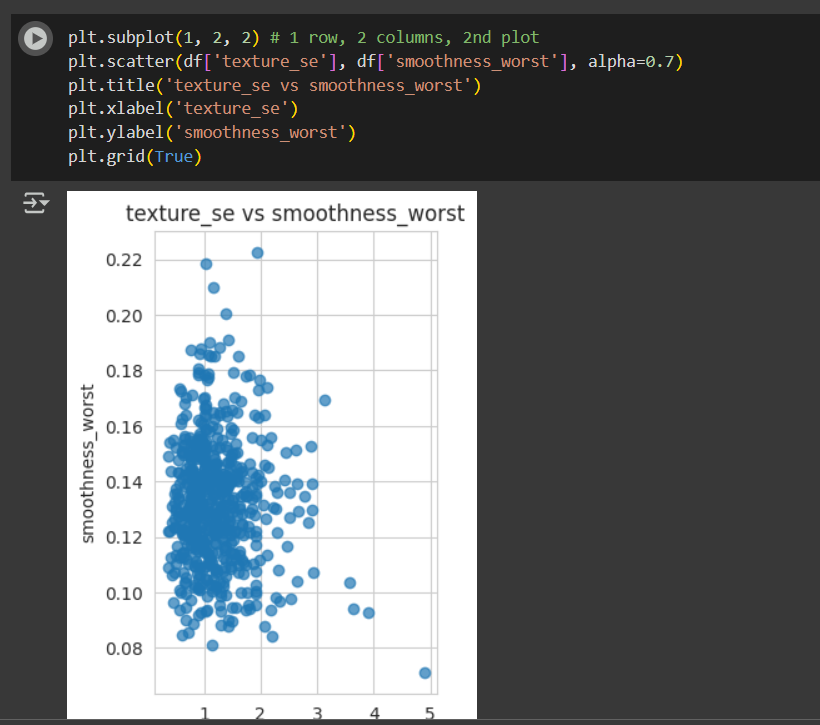 plt.subplot(1, 2, 2) # 1 row, 2 columns, 2nd plot
plt.scatter(df['texture_se'], df['smoothness_worst'], alpha=0.7)
plt.title('texture_se vs smoothness_worst')
plt.xlabel('texture_se')
plt.ylabel('smoothness_worst')
plt.grid(True)
texture_se vs smoothness_worst
0.22
0.20
0.18
0.16
0.14
0.12
0.10
0.08
smoothness_worst
1 2 3 4 5